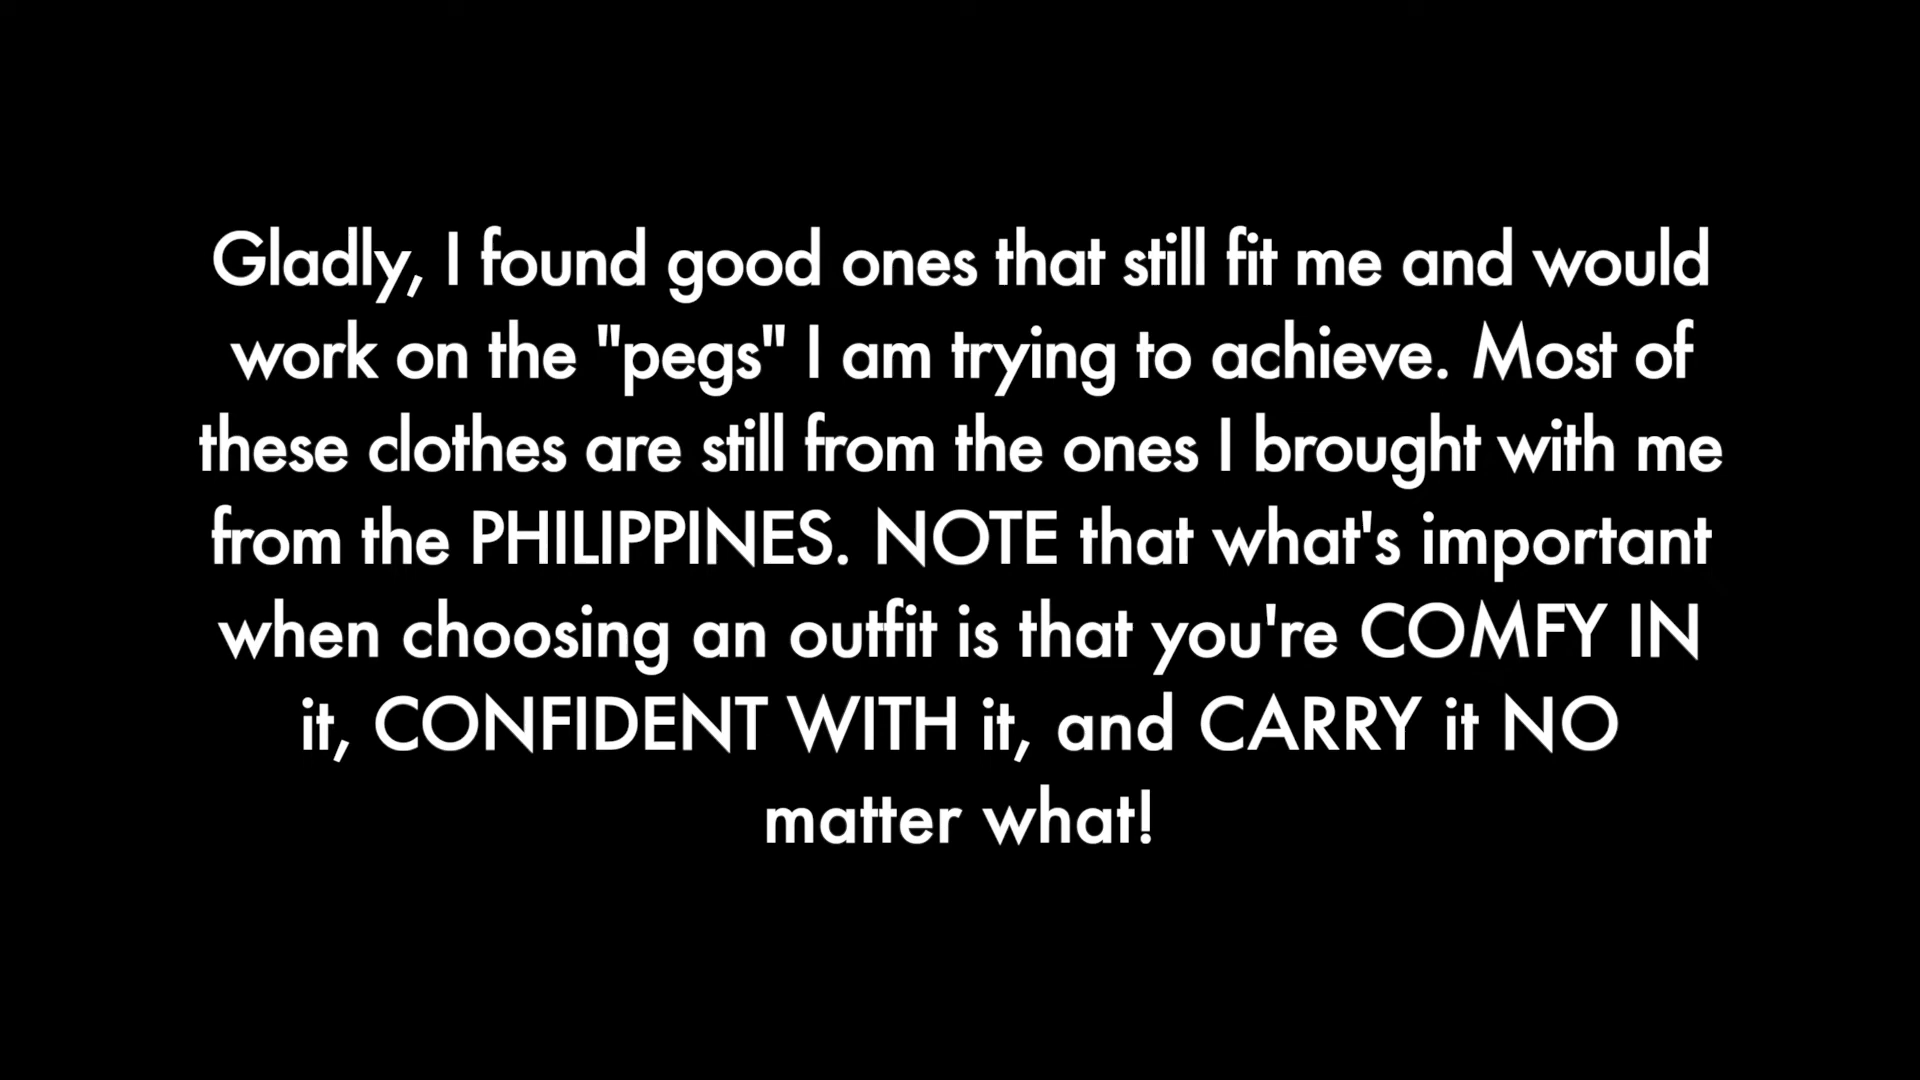 Gladly, I found good ones that still fit me and would
work on the "pegs" I am trying to achieve. Most of
these clothes are still from the ones I brought with me
from the PHILIPPINES. NOTE that what's important
when choosing an outfit is that you're COMFY IN
it, CONFIDENT WITH it, and CARRY it NO
matter what!